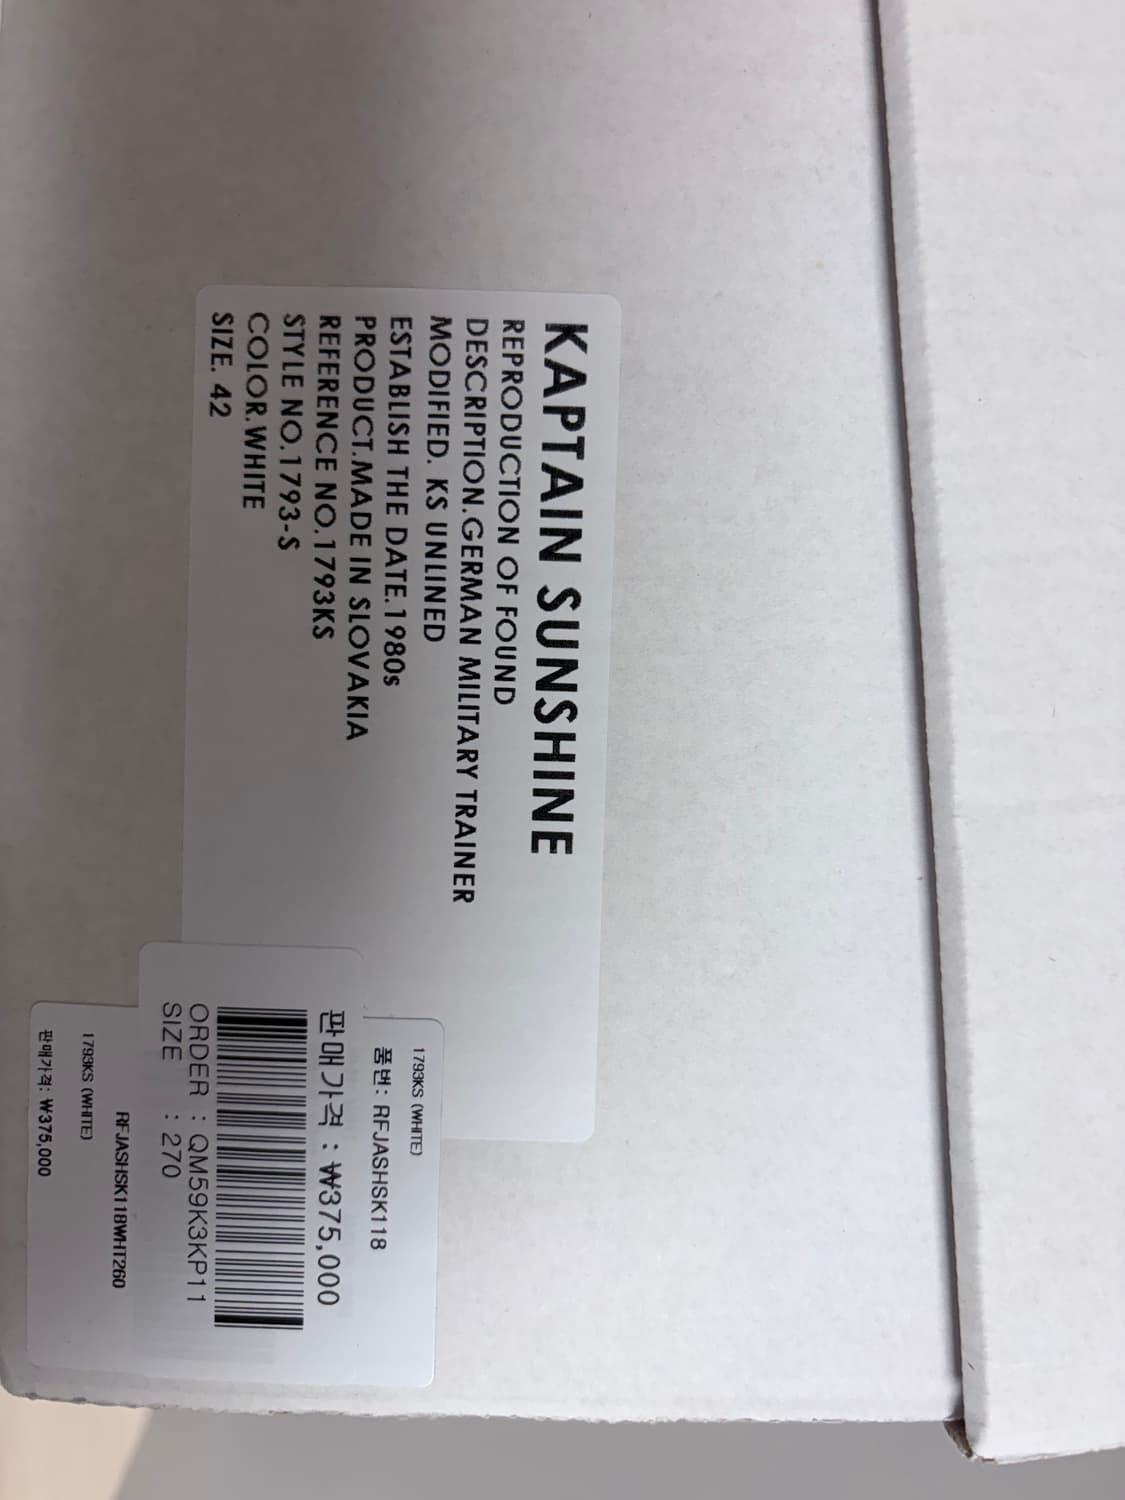 KAPTAIN SUNSHINE
REPRODUCTION OF FOUND
DESCRIPTION.GERMAN MILITARY TRAINER
MODIFIED. KS UNLINED
ESTABLISH THE DATE.1980s
PRODUCT.MADE IN SLOVAKIA
REFERENCE NO.1793KS
STYLE NO.1793-S
COLOR.WHITE
SIZE. 42
1793KS (WHITE)
품번: RFJASHSK118
판매가격 : ₩375,000
ORDER : QM59K3KP11
SIZE : 270
RFJASHSK118WHT260
1793KS (WHITE)
판매가격: ₩375,000